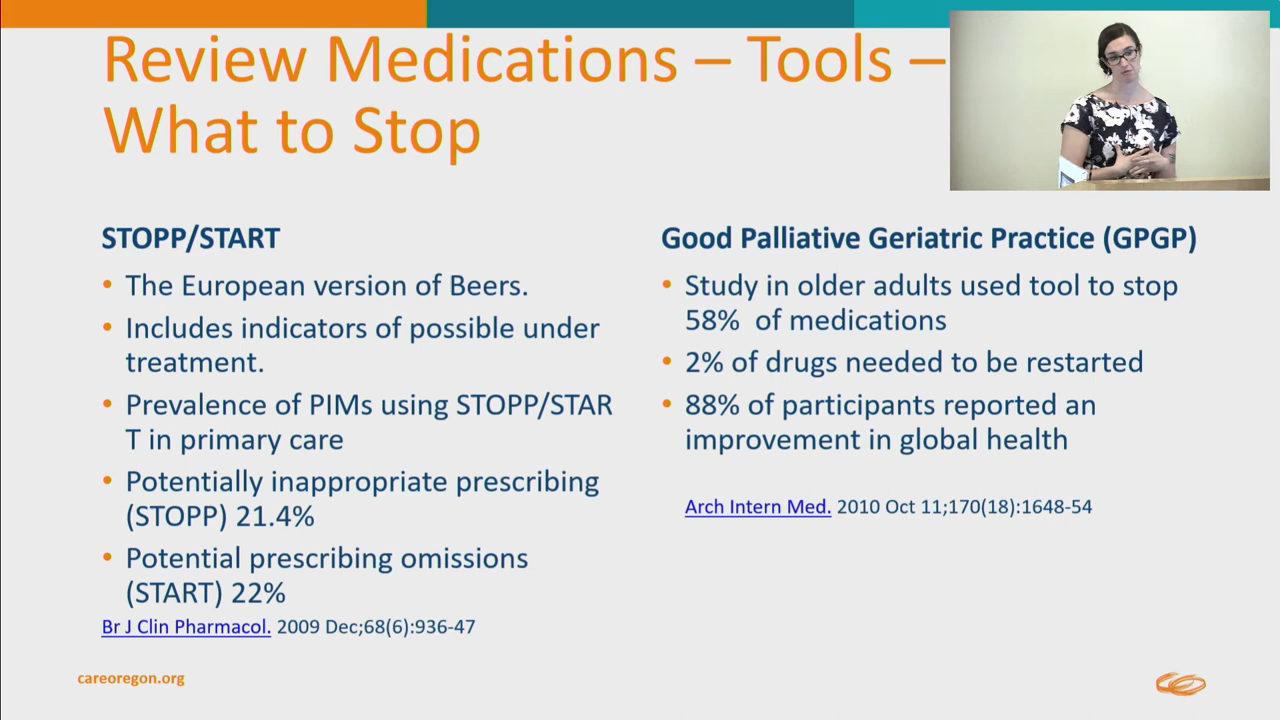 Review Medications – Tools –
What to Stop
STOPP/START
• The European version of Beers.
• Includes indicators of possible under
treatment.
• Prevalence of PIMs using STOPP/STAR
T in primary care
• Potentially inappropriate prescribing
(STOPP) 21.4%
• Potential prescribing omissions
(START) 22%
Br J Clin Pharmacol. 2009 Dec;68(6):936-47
Good Palliative Geriatric Practice (GPGP)
• Study in older adults used tool to stop
58% of medications
• 2% of drugs needed to be restarted
• 88% of participants reported an
improvement in global health
Arch Intern Med. 2010 Oct 11;170(18):1648-54
careoregon.org